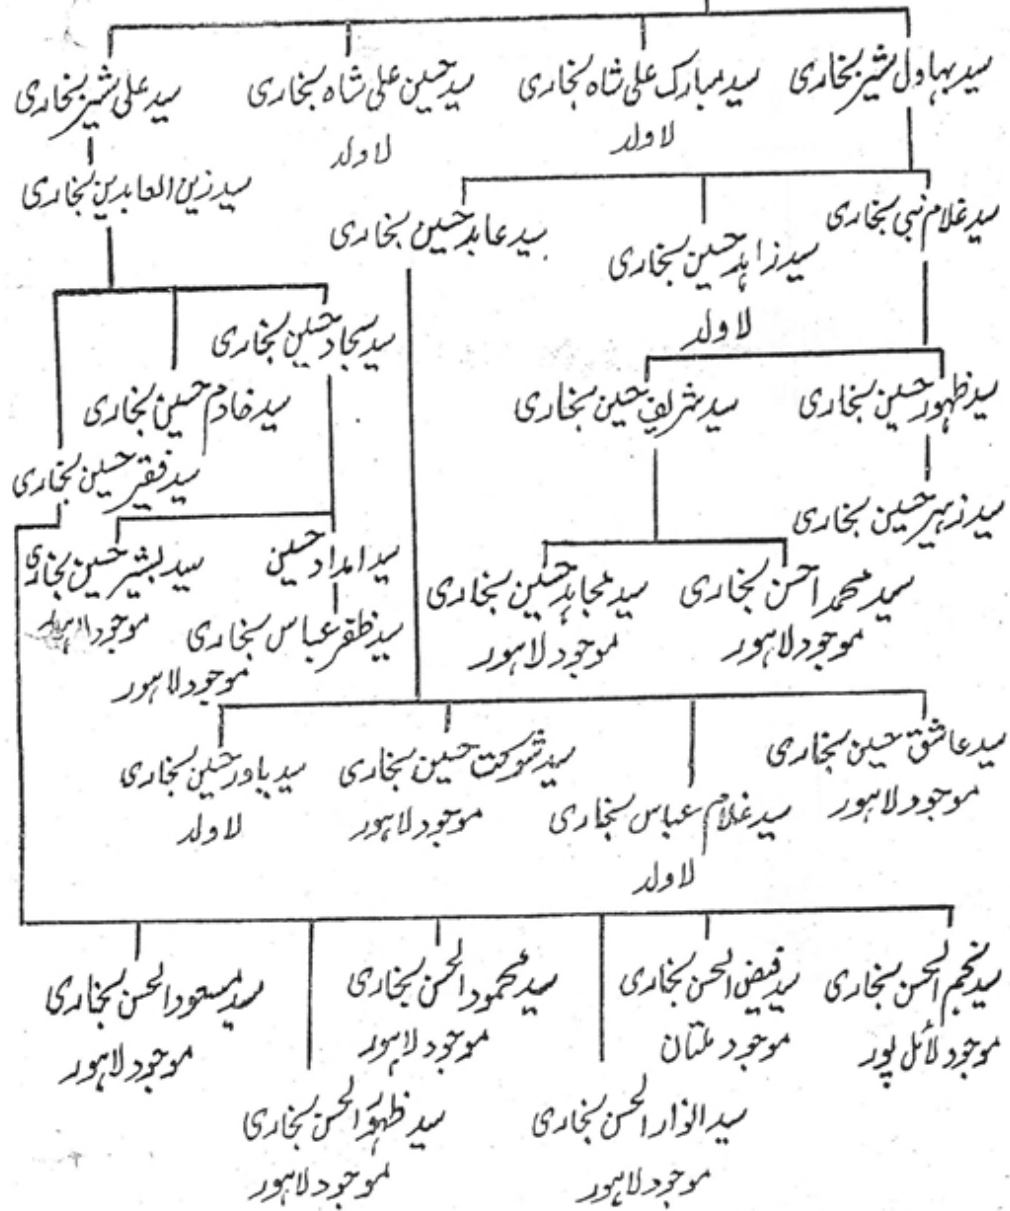 سید بہاول شیر بخاری
سید مبارک علی شاہ بخاری
لاولد
سید حسین علی شاہ بخاری
لاولد
سید علی شیر بخاری
سید زین العابدین بخاری
سید غلام نبی بخاری
سید زاہد حسین بخاری
لاولد
سید عابد حسین بخاری
سید سجاد حسین بخاری
سید خادم حسین بخاری
سید فقیر حسین بخاری
سید ظہور حسین بخاری
سید شریف حسین بخاری
سید زہیر حسین بخاری
سید محمد احسن بخاری
موجود لاہور
سید مجاہد حسین بخاری
موجود لاہور
سید امداد حسین
سید بشیر حسین بخاری
موجود لاہور
سید ظفر عباس بخاری
موجود لاہور
سید عاشق حسین بخاری
موجود لاہور
سید غلام عباس بخاری
لاولد
سید شوکت حسین بخاری
موجود لاہور
سید یاور حسین بخاری
لاولد
سید نجم الحسن بخاری
موجود لائل پور
سید فیض الحسن بخاری
موجود ملتان
سید محمود الحسن بخاری
موجود لاہور
سید مسعود الحسن بخاری
موجود لاہور
سید انوار الحسن بخاری
موجود لاہور
سید ظہور الحسن بخاری
موجود لاہور